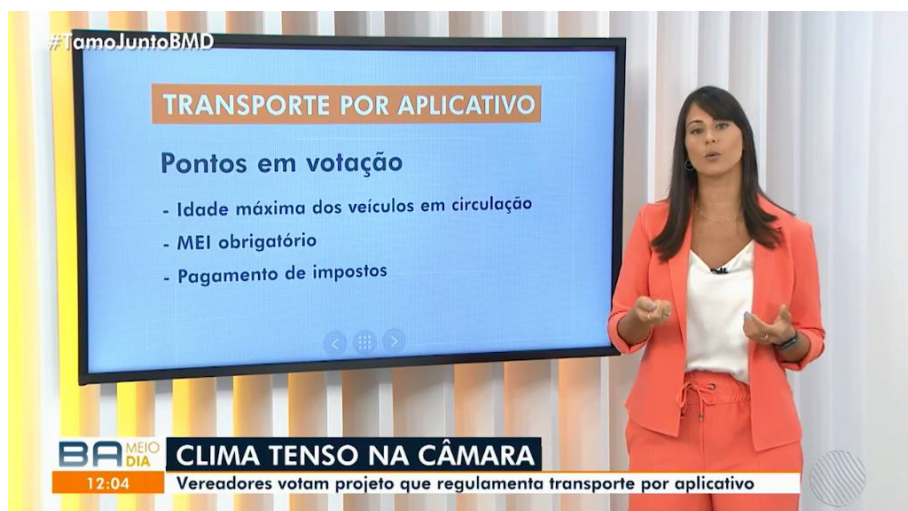 #TamoJuntoBMD
TRANSPORTE POR APLICATIVO
Pontos em votação
- Idade máxima dos veículos em circulação
- MEI obrigatório
- Pagamento de impostos
BA MEIO DIA
CLIMA TENSO NA CÂMARA
12:04
Vereadores votam projeto que regulamenta transporte por aplicativo